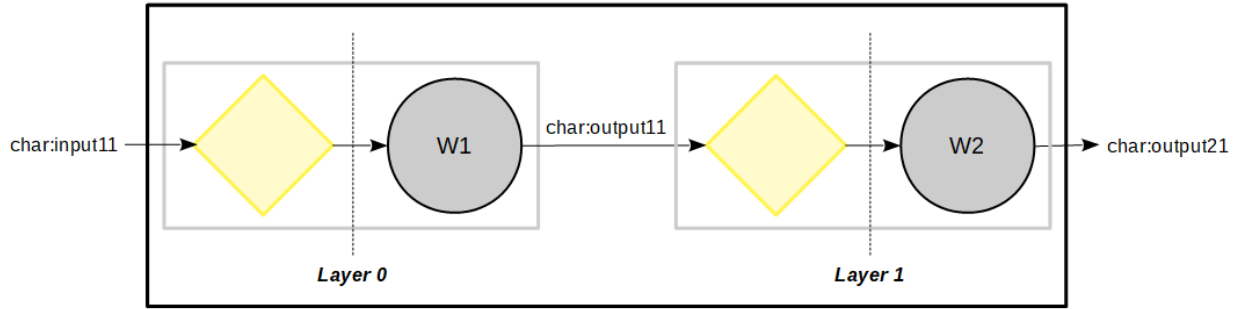 char:input11
W1
char:output11
W2
char:output21
Layer 0
Layer 1